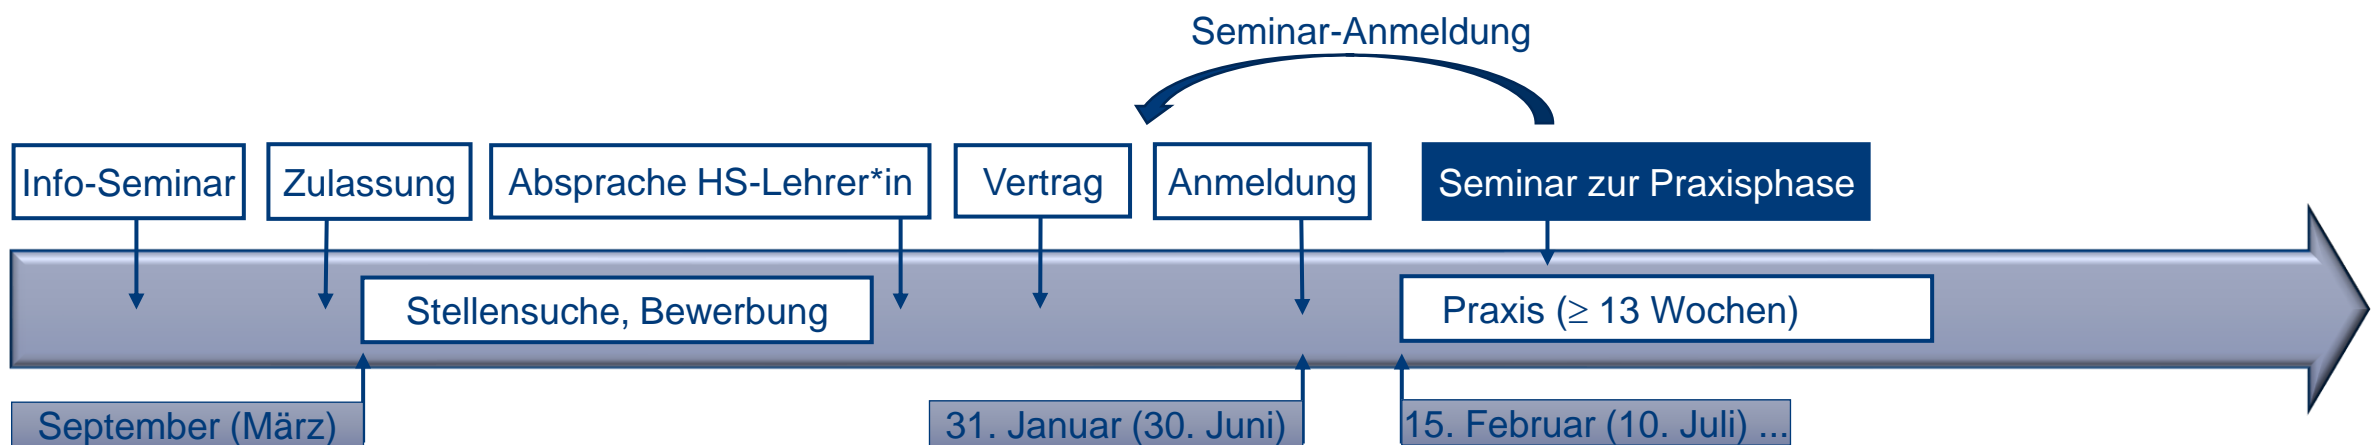 Seminar-Anmeldung
Info-Seminar
Zulassung
Absprache HS-Lehrer*in
Vertrag
Anmeldung
Seminar zur Praxisphase
Stellensuche, Bewerbung
Praxis (≥ 13 Wochen)
September (März)
31. Januar (30. Juni)
15. Februar (10. Juli) ...